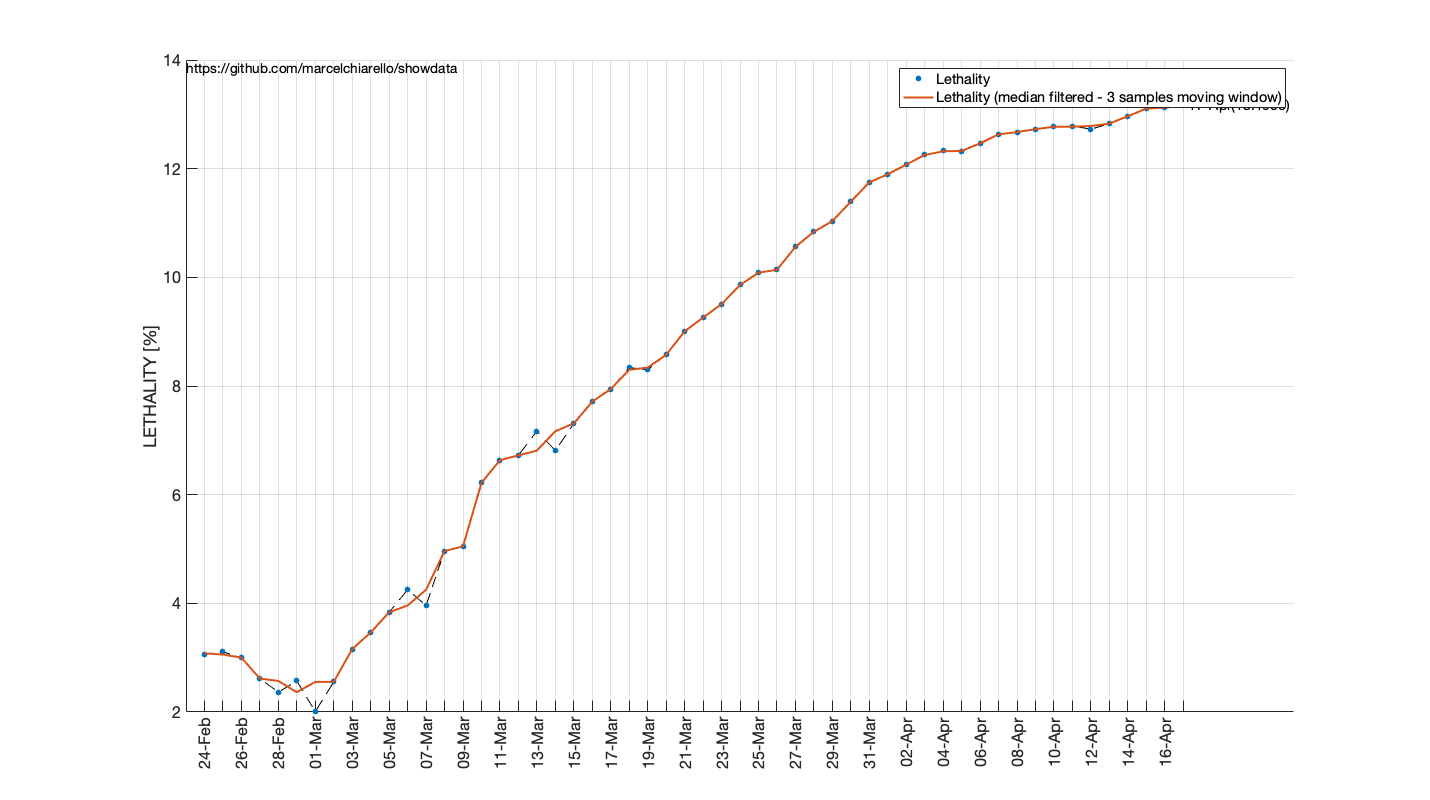 14
https://github.com/marcelchiarello/showdata
Lethality
Lethality (median filtered - 3 samples moving window)
12
10
8
6
4
2
LETHALITY [%]
24-Feb
26-Feb
28-Feb
01-Mar
03-Mar
05-Mar
07-Mar
09-Mar
11-Mar
13-Mar
15-Mar
17-Mar
19-Mar
21-Mar
23-Mar
25-Mar
27-Mar
29-Mar
31-Mar
02-Apr
04-Apr
06-Apr
08-Apr
10-Apr
12-Apr
14-Apr
16-Apr